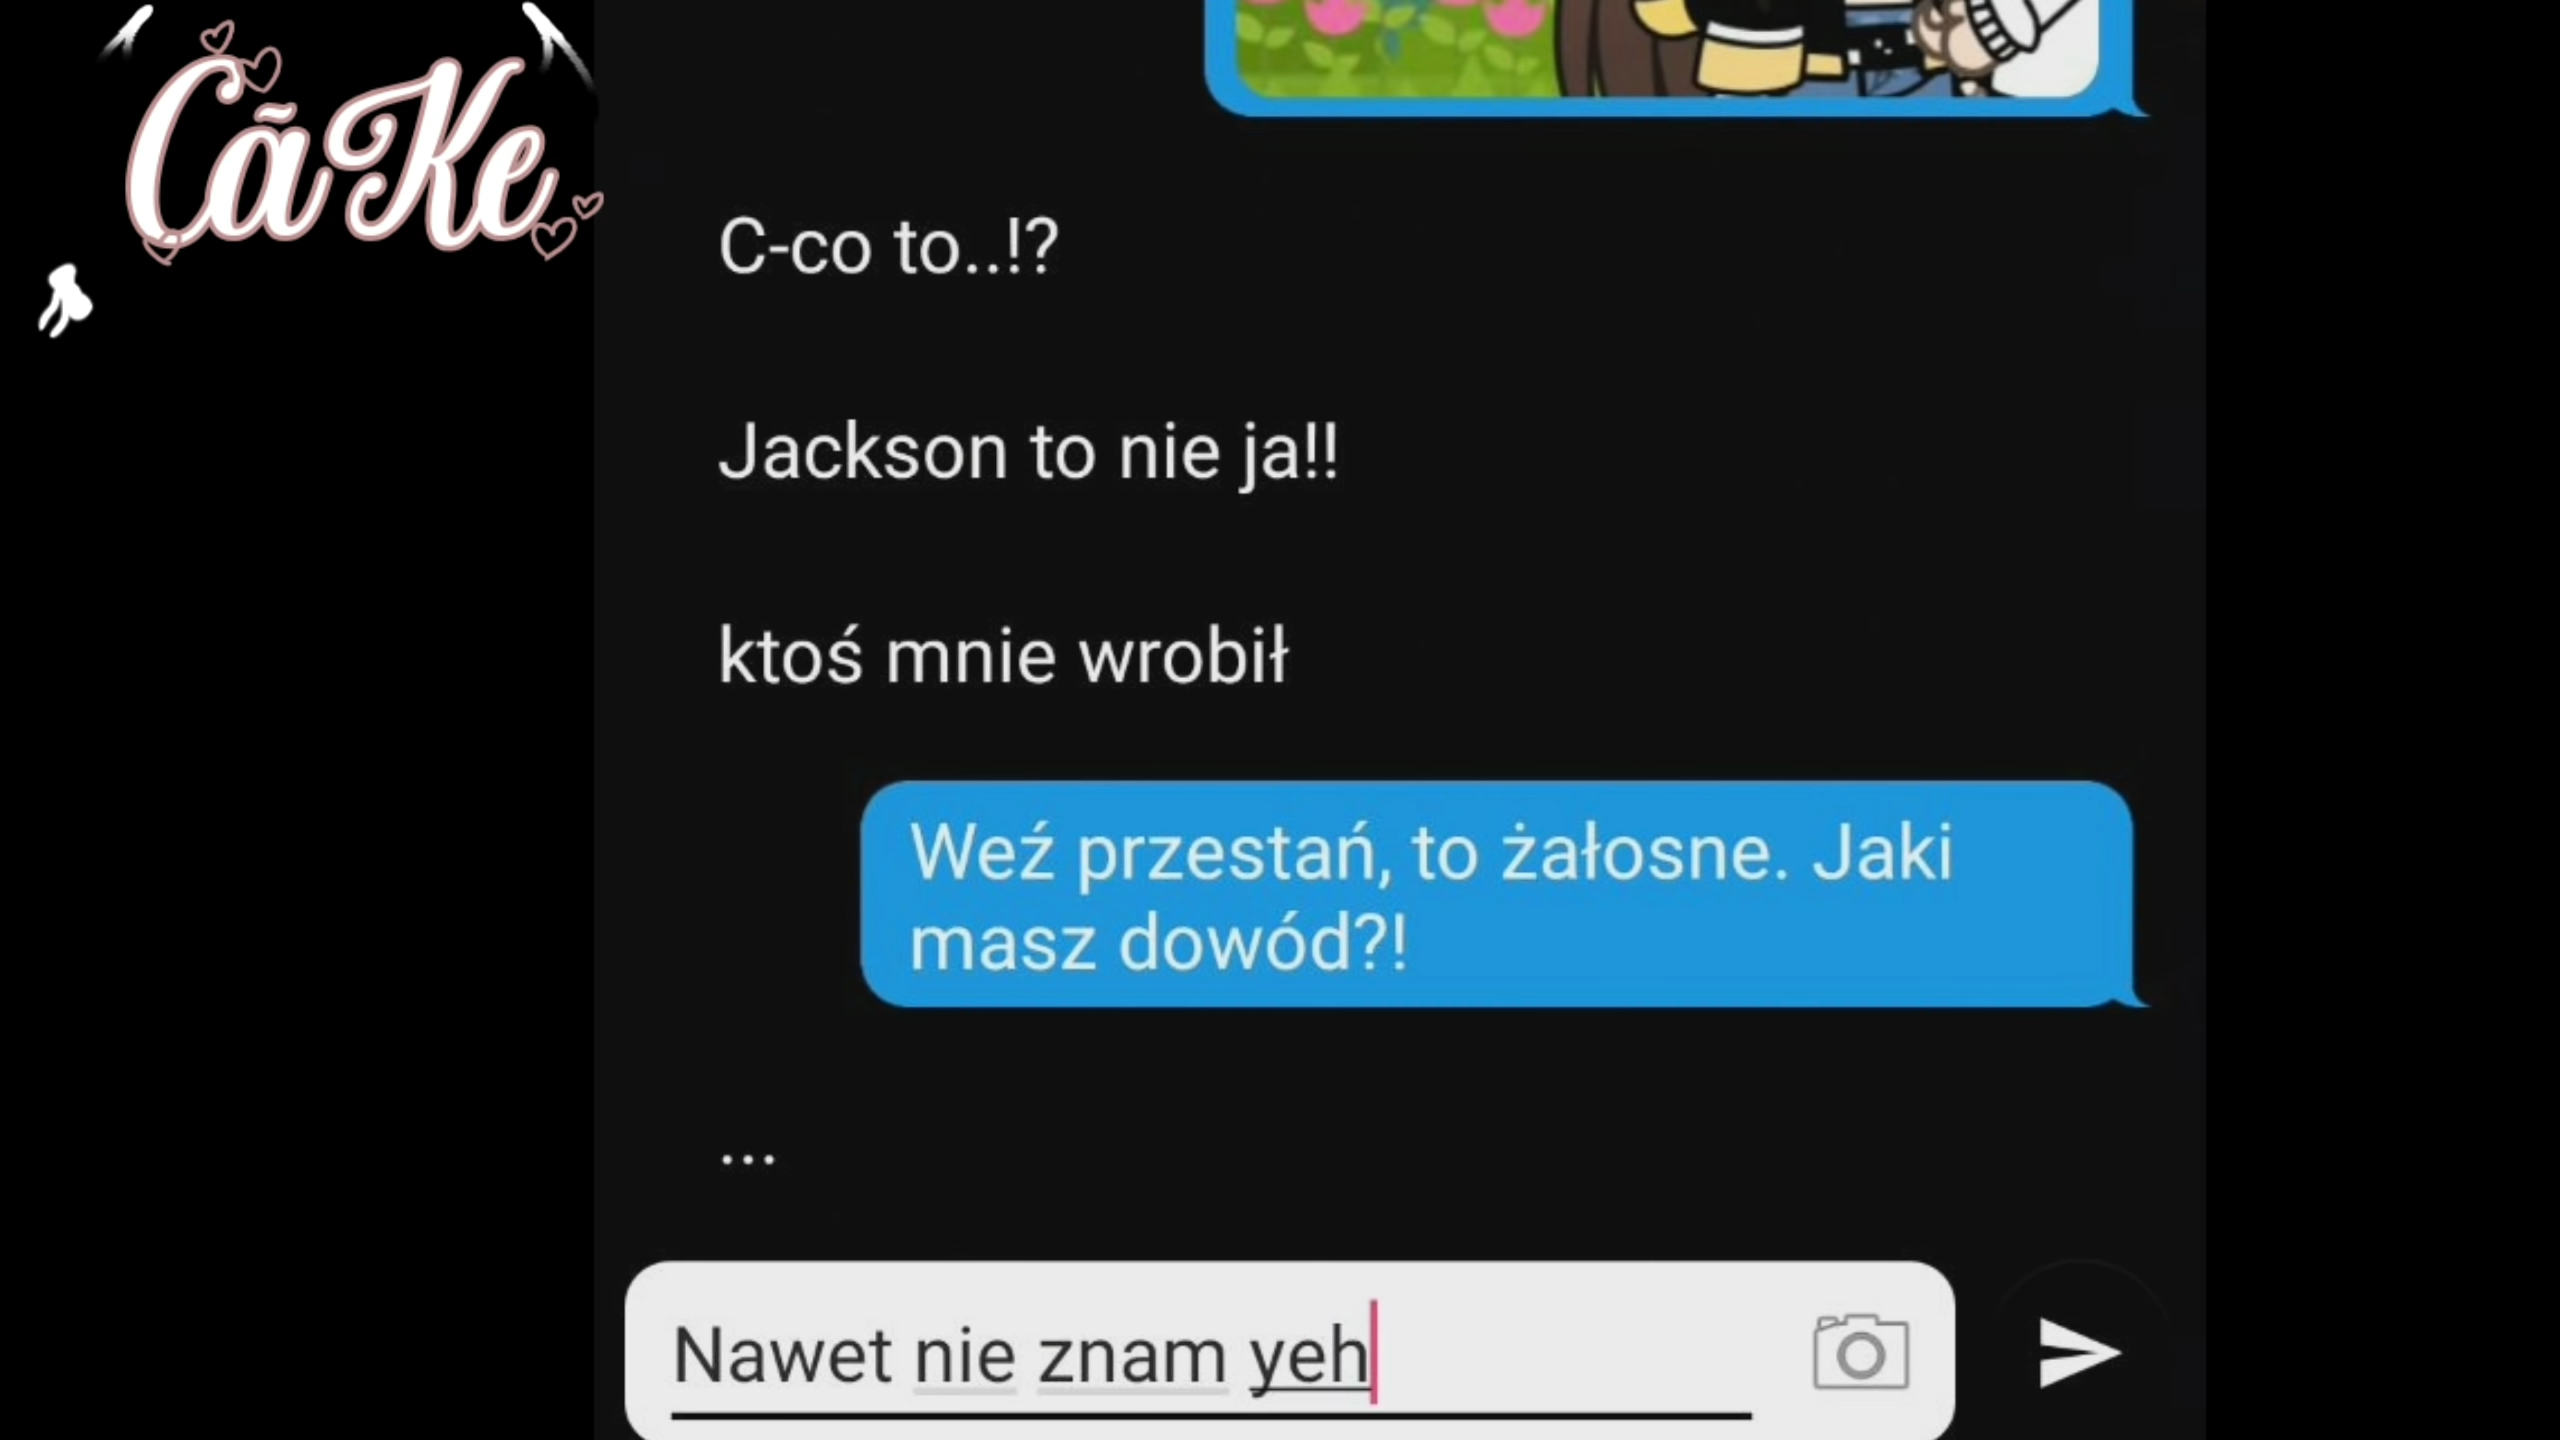 CãKe
C-co to..!?
Jackson to nie ja!!
ktoś mnie wrobił
Weź przestań, to żałosne. Jaki
masz dowód?!
...
Nawet nie znam yeh